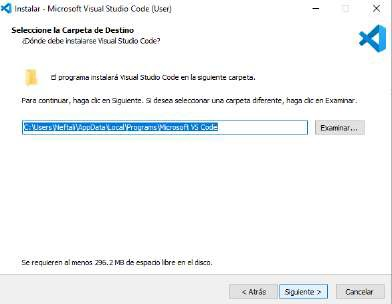 Instalar - Microsoft Visual Studio Code (User)
Seleccione la Carpeta de Destino
¿Dónde debe instalarse Visual Studio Code?
El programa instalará Visual Studio Code en la siguiente carpeta.
Para continuar, haga clic en Siguiente. Si desea seleccionar una carpeta diferente, haga clic en Examinar.
C:\Users\Neftali\AppData\Local\Programs\Microsoft VS Code
Examinar...
Se requieren al menos 296.2 MB de espacio libre en el disco.
< Atrás Siguiente > Cancelar